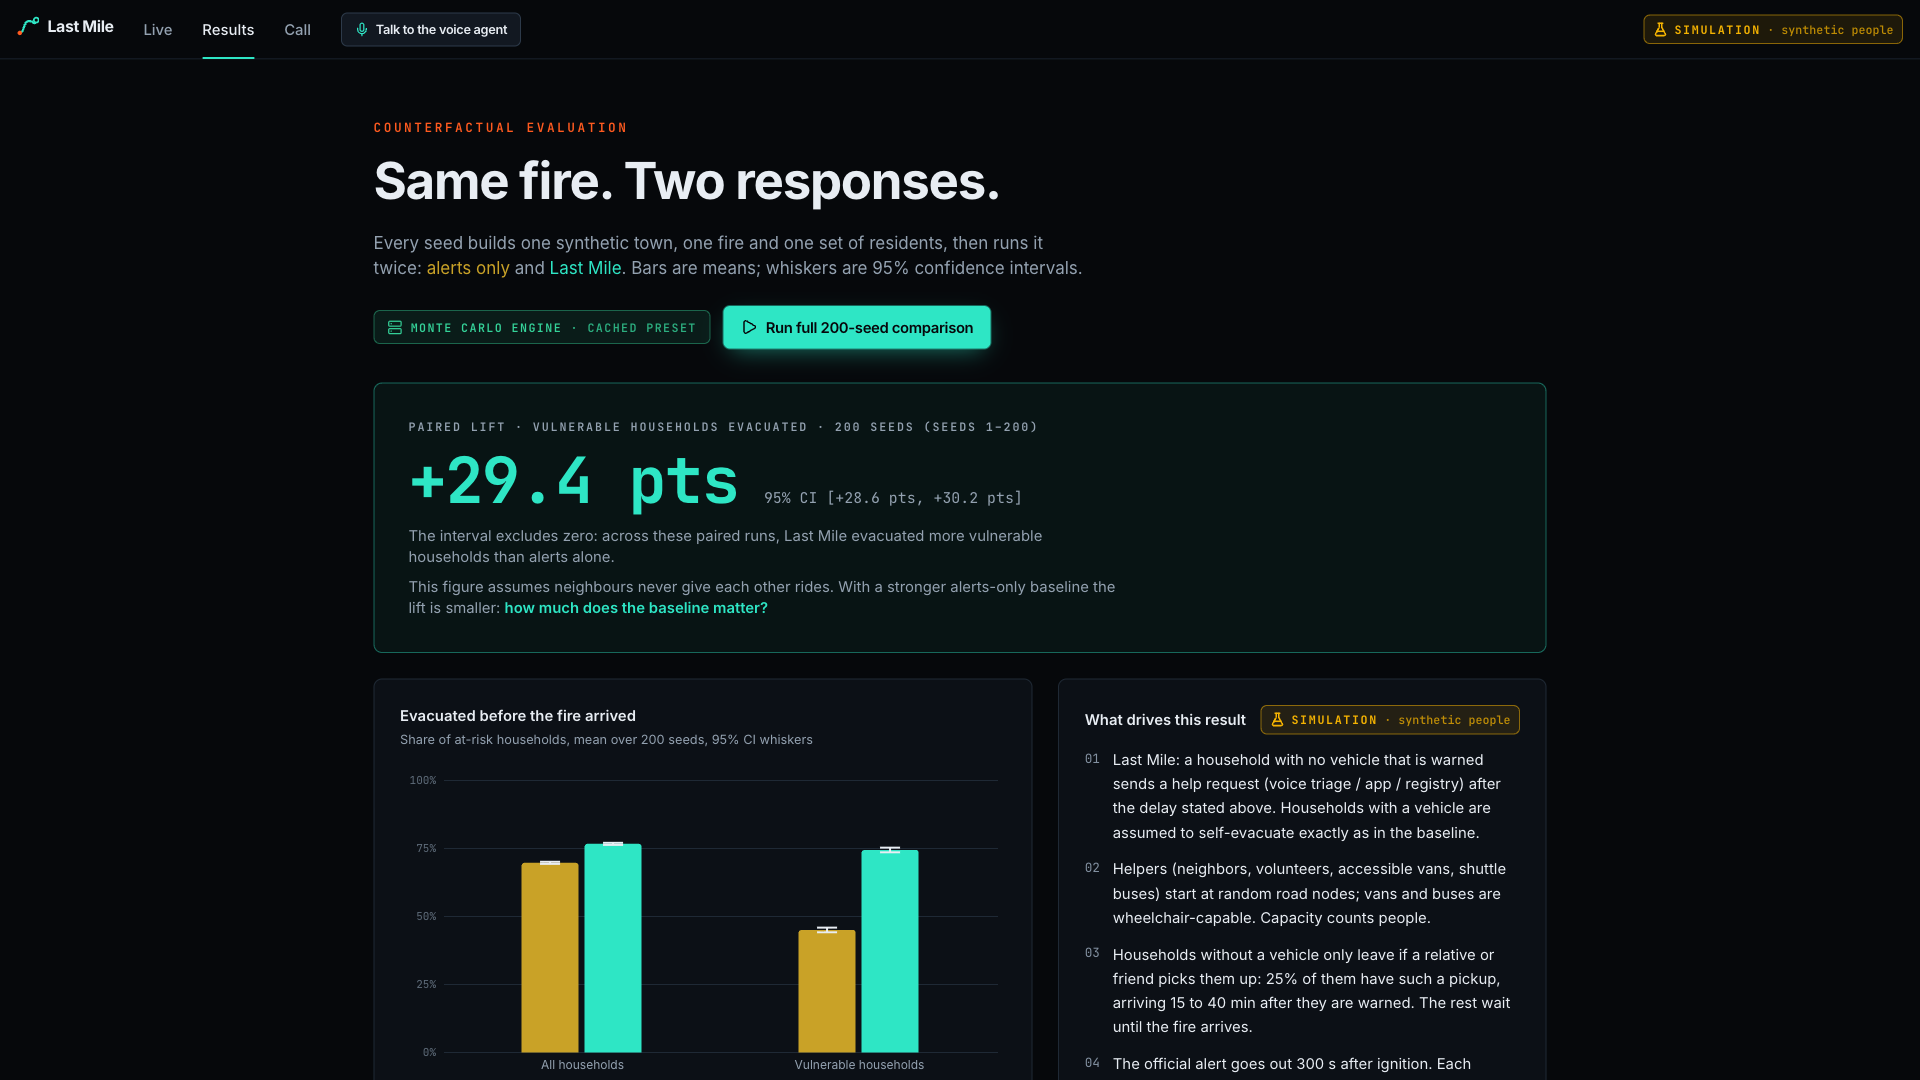 Last Mile
Live
Results
Call
Talk to the voice agent
SIMULATION · synthetic people
COUNTERFACTUAL EVALUATION
Same fire. Two responses.
Every seed builds one synthetic town, one fire and one set of residents, then runs it
twice: alerts only and Last Mile. Bars are means; whiskers are 95% confidence intervals.
MONTE CARLO ENGINE · CACHED PRESET
Run full 200-seed comparison
PAIRED LIFT · VULNERABLE HOUSEHOLDS EVACUATED · 200 SEEDS (SEEDS 1–200)
+29.4 pts
95% CI [+28.6 pts, +30.2 pts]
The interval excludes zero: across these paired runs, Last Mile evacuated more vulnerable
households than alerts alone.
This figure assumes neighbours never give each other rides. With a stronger alerts-only baseline the
lift is smaller: how much does the baseline matter?
Evacuated before the fire arrived
Share of at-risk households, mean over 200 seeds, 95% CI whiskers
100%
75%
50%
25%
0%
All households
Vulnerable households
What drives this result
SIMULATION · synthetic people
01 Last Mile: a household with no vehicle that is warned
sends a help request (voice triage / app / registry) after
the delay stated above. Households with a vehicle are
assumed to self-evacuate exactly as in the baseline.
02 Helpers (neighbors, volunteers, accessible vans, shuttle
buses) start at random road nodes; vans and buses are
wheelchair-capable. Capacity counts people.
03 Households without a vehicle only leave if a relative or
friend picks them up: 25% of them have such a pickup,
arriving 15 to 40 min after they are warned. The rest wait
until the fire arrives.
04 The official alert goes out 300 s after ignition. Each